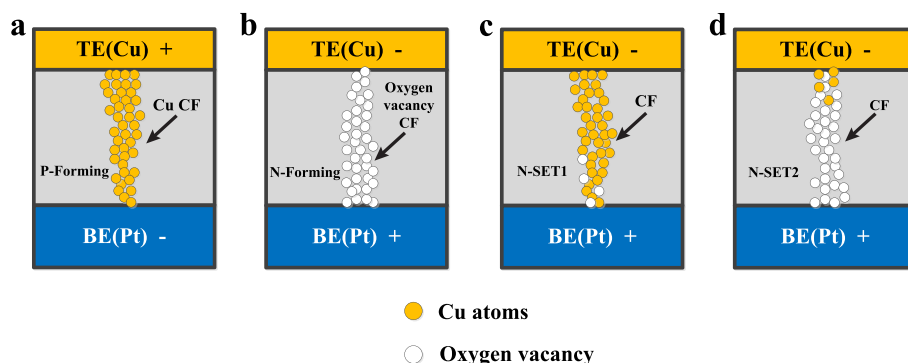 a
TE(Cu) +
Cu CF
P-Forming
BE(Pt) -
b
TE(Cu) -
Oxygen
vacancy
CF
N-Forming
BE(Pt) +
c
TE(Cu) -
CF
N-SET1
BE(Pt) +
d
TE(Cu) -
CF
N-SET2
BE(Pt) +
Cu atoms
Oxygen vacancy